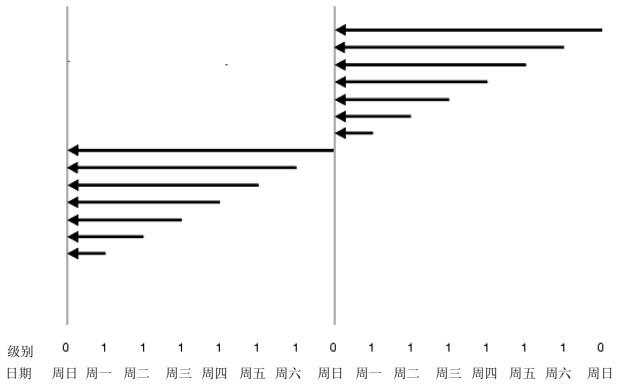 级别 0 1 1 1 1 1 1 0 1 1 1 1 1 1 0
日期 周日 周一 周二 周三 周四 周五 周六 周日 周一 周二 周三 周四 周五 周六 周日